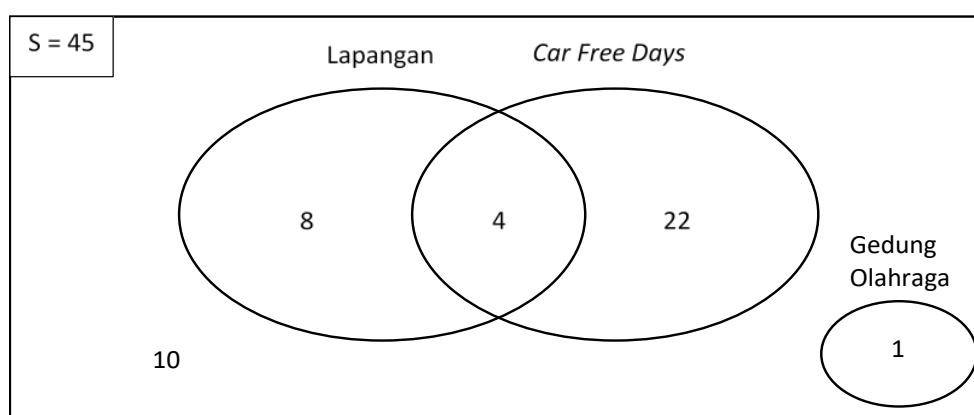 S = 45
Lapangan
Car Free Days
8
4
22
Gedung
Olahraga
1
10